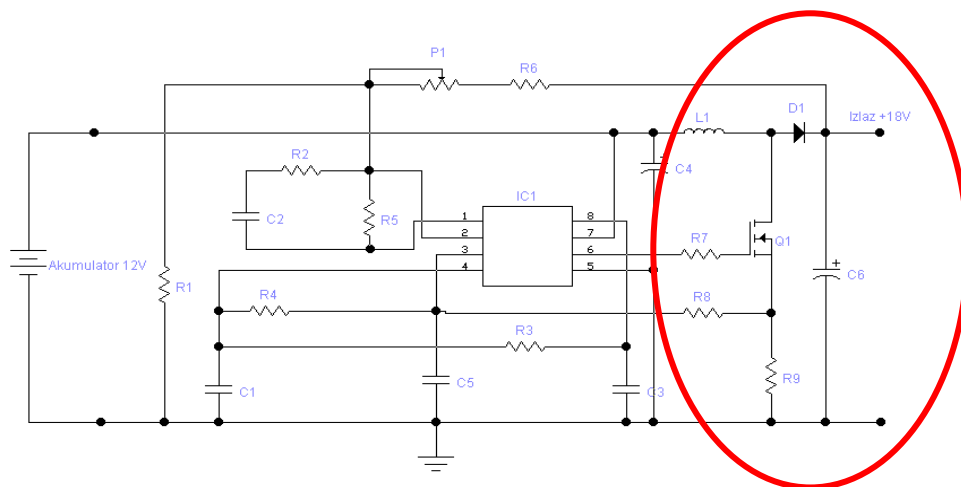 P1
R6
L1
D1
Izlaz +18V
R2
C4
IC1
C2
R5
1
2
3
4
8
7
6
5
R7
Q1
Akumulator 12V
R1
R4
R8
+
C6
R3
C1
C5
C3
R9